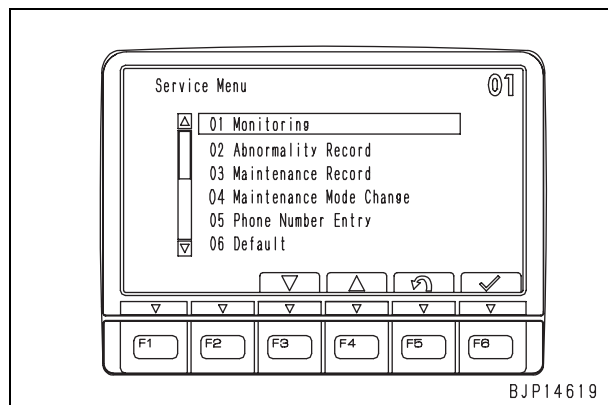 Service Menu 01
01 Monitoring
02 Abnormality Record
03 Maintenance Record
04 Maintenance Mode Change
05 Phone Number Entry
06 Default
F1 F2 F3 F4 F5 F6
BJP14619